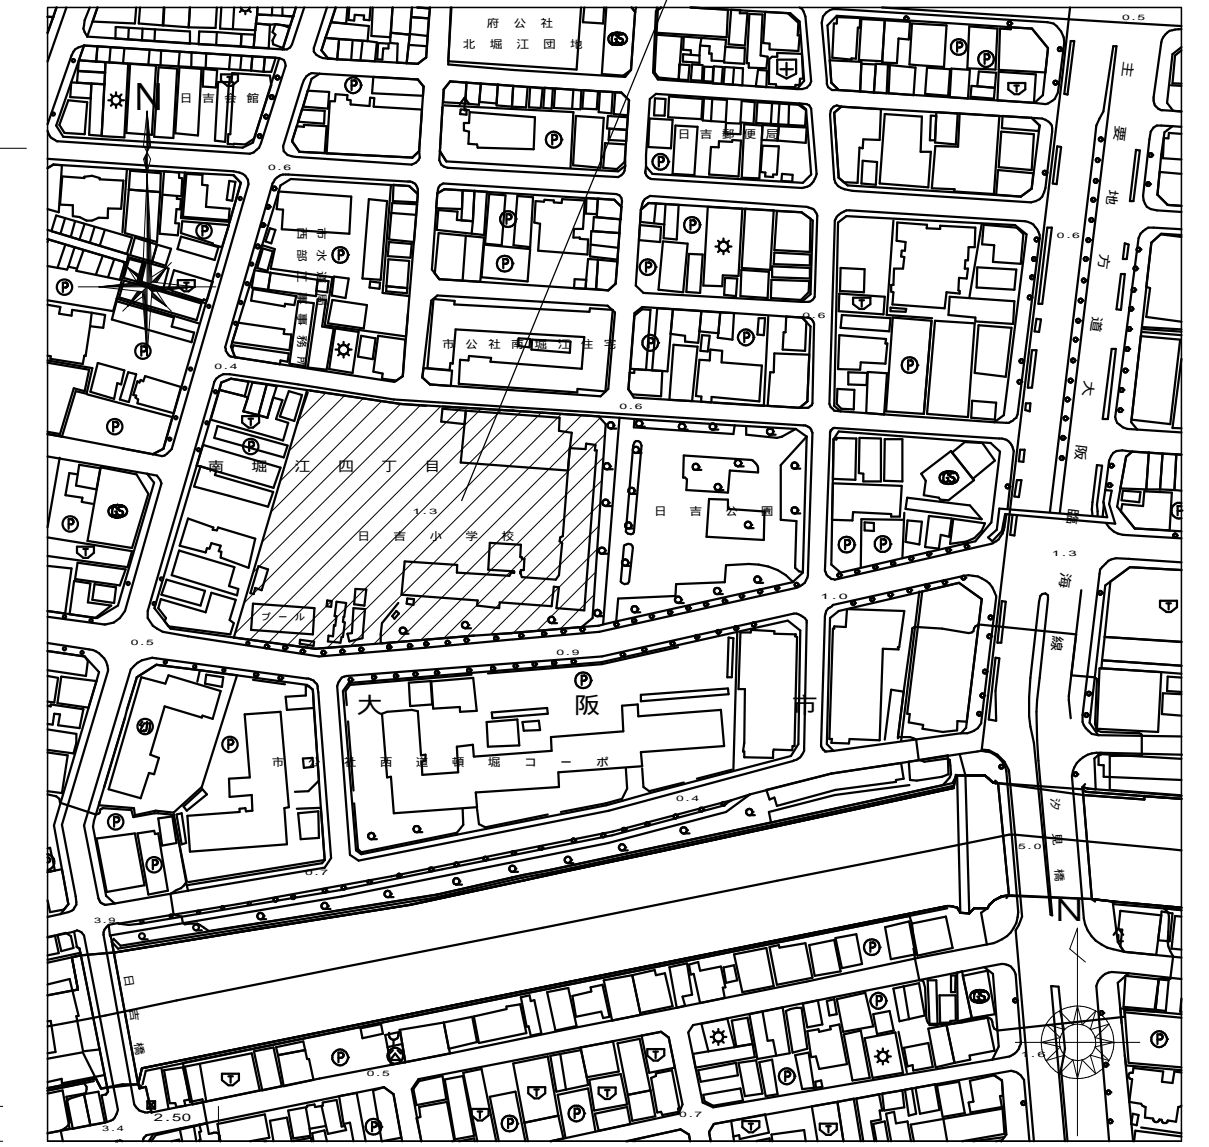 府公社
北堀江団地
0.5
N
日吉会館
主要地方道大阪臨海線
日吉郵便局
0.6
市水道局
西部工事事務所
0.6
0.6
市公社南堀江住宅
0.4
0.6
南堀江四丁目
1.3
日吉小学校
日吉公園
プール
1.3
1.0
0.5
0.9
大阪市
市公社西道頓堀コーポ
0.4
汐見橋
5.0
0.7
3.9
N
日吉橋
1.6
0.5
2.50
0.7
3.4